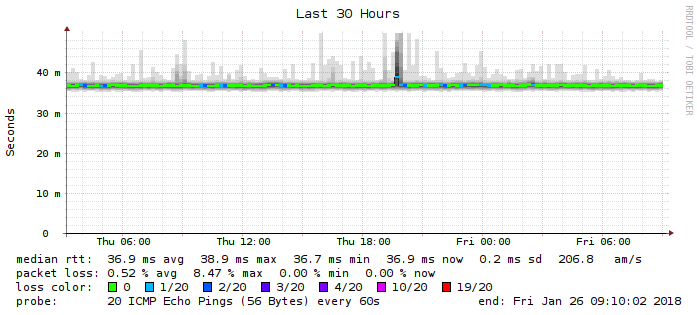 Last 30 Hours
RRDTOOL / TOBI OETIKER
Seconds
40 m
30 m
20 m
10 m
0
Thu 06:00 Thu 12:00 Thu 18:00 Fri 00:00 Fri 06:00
median rtt: 36.9 ms avg 38.9 ms max 36.7 ms min 36.9 ms now 0.2 ms sd 206.8 am/s
packet loss: 0.52 % avg 8.47 % max 0.00 % min 0.00 % now
loss color: 0 1/20 2/20 3/20 4/20 10/20 19/20
probe: 20 ICMP Echo Pings (56 Bytes) every 60s end: Fri Jan 26 09:10:02 2018